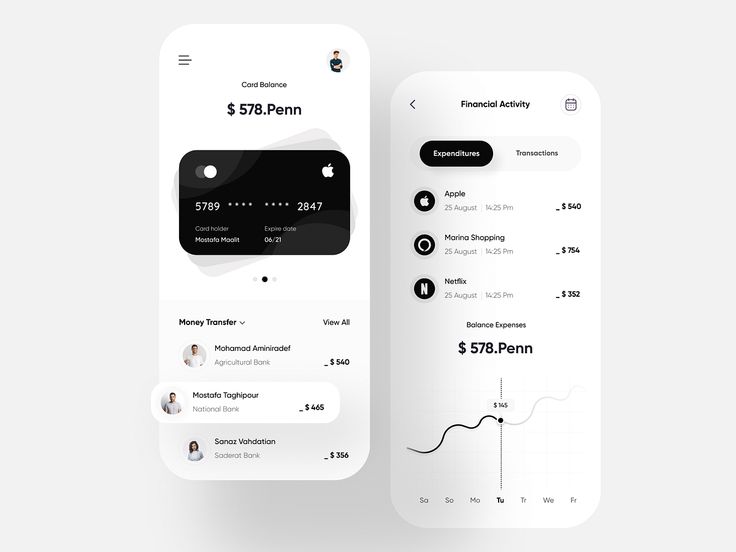 Card Balance
$ 578.Penn
5789 **** **** 2847
Card holder Expire date
Mostafa Maalit 06/21
Money Transfer View All
Mohamad Aminiradef
Agricultural Bank _ $ 540
Mostafa Taghipour
National Bank _ $ 465
Sanaz Vahdatian
Saderat Bank _ $ 356
Financial Activity
Expenditures Transactions
Apple
25 August | 14:25 Pm _ $ 540
Marina Shopping
25 August | 14:25 Pm _ $ 754
N
Netflix
25 August | 14:25 Pm _ $ 352
Balance Expenses
$ 578.Penn
$ 145
Sa So Mo Tu Tr We Fr